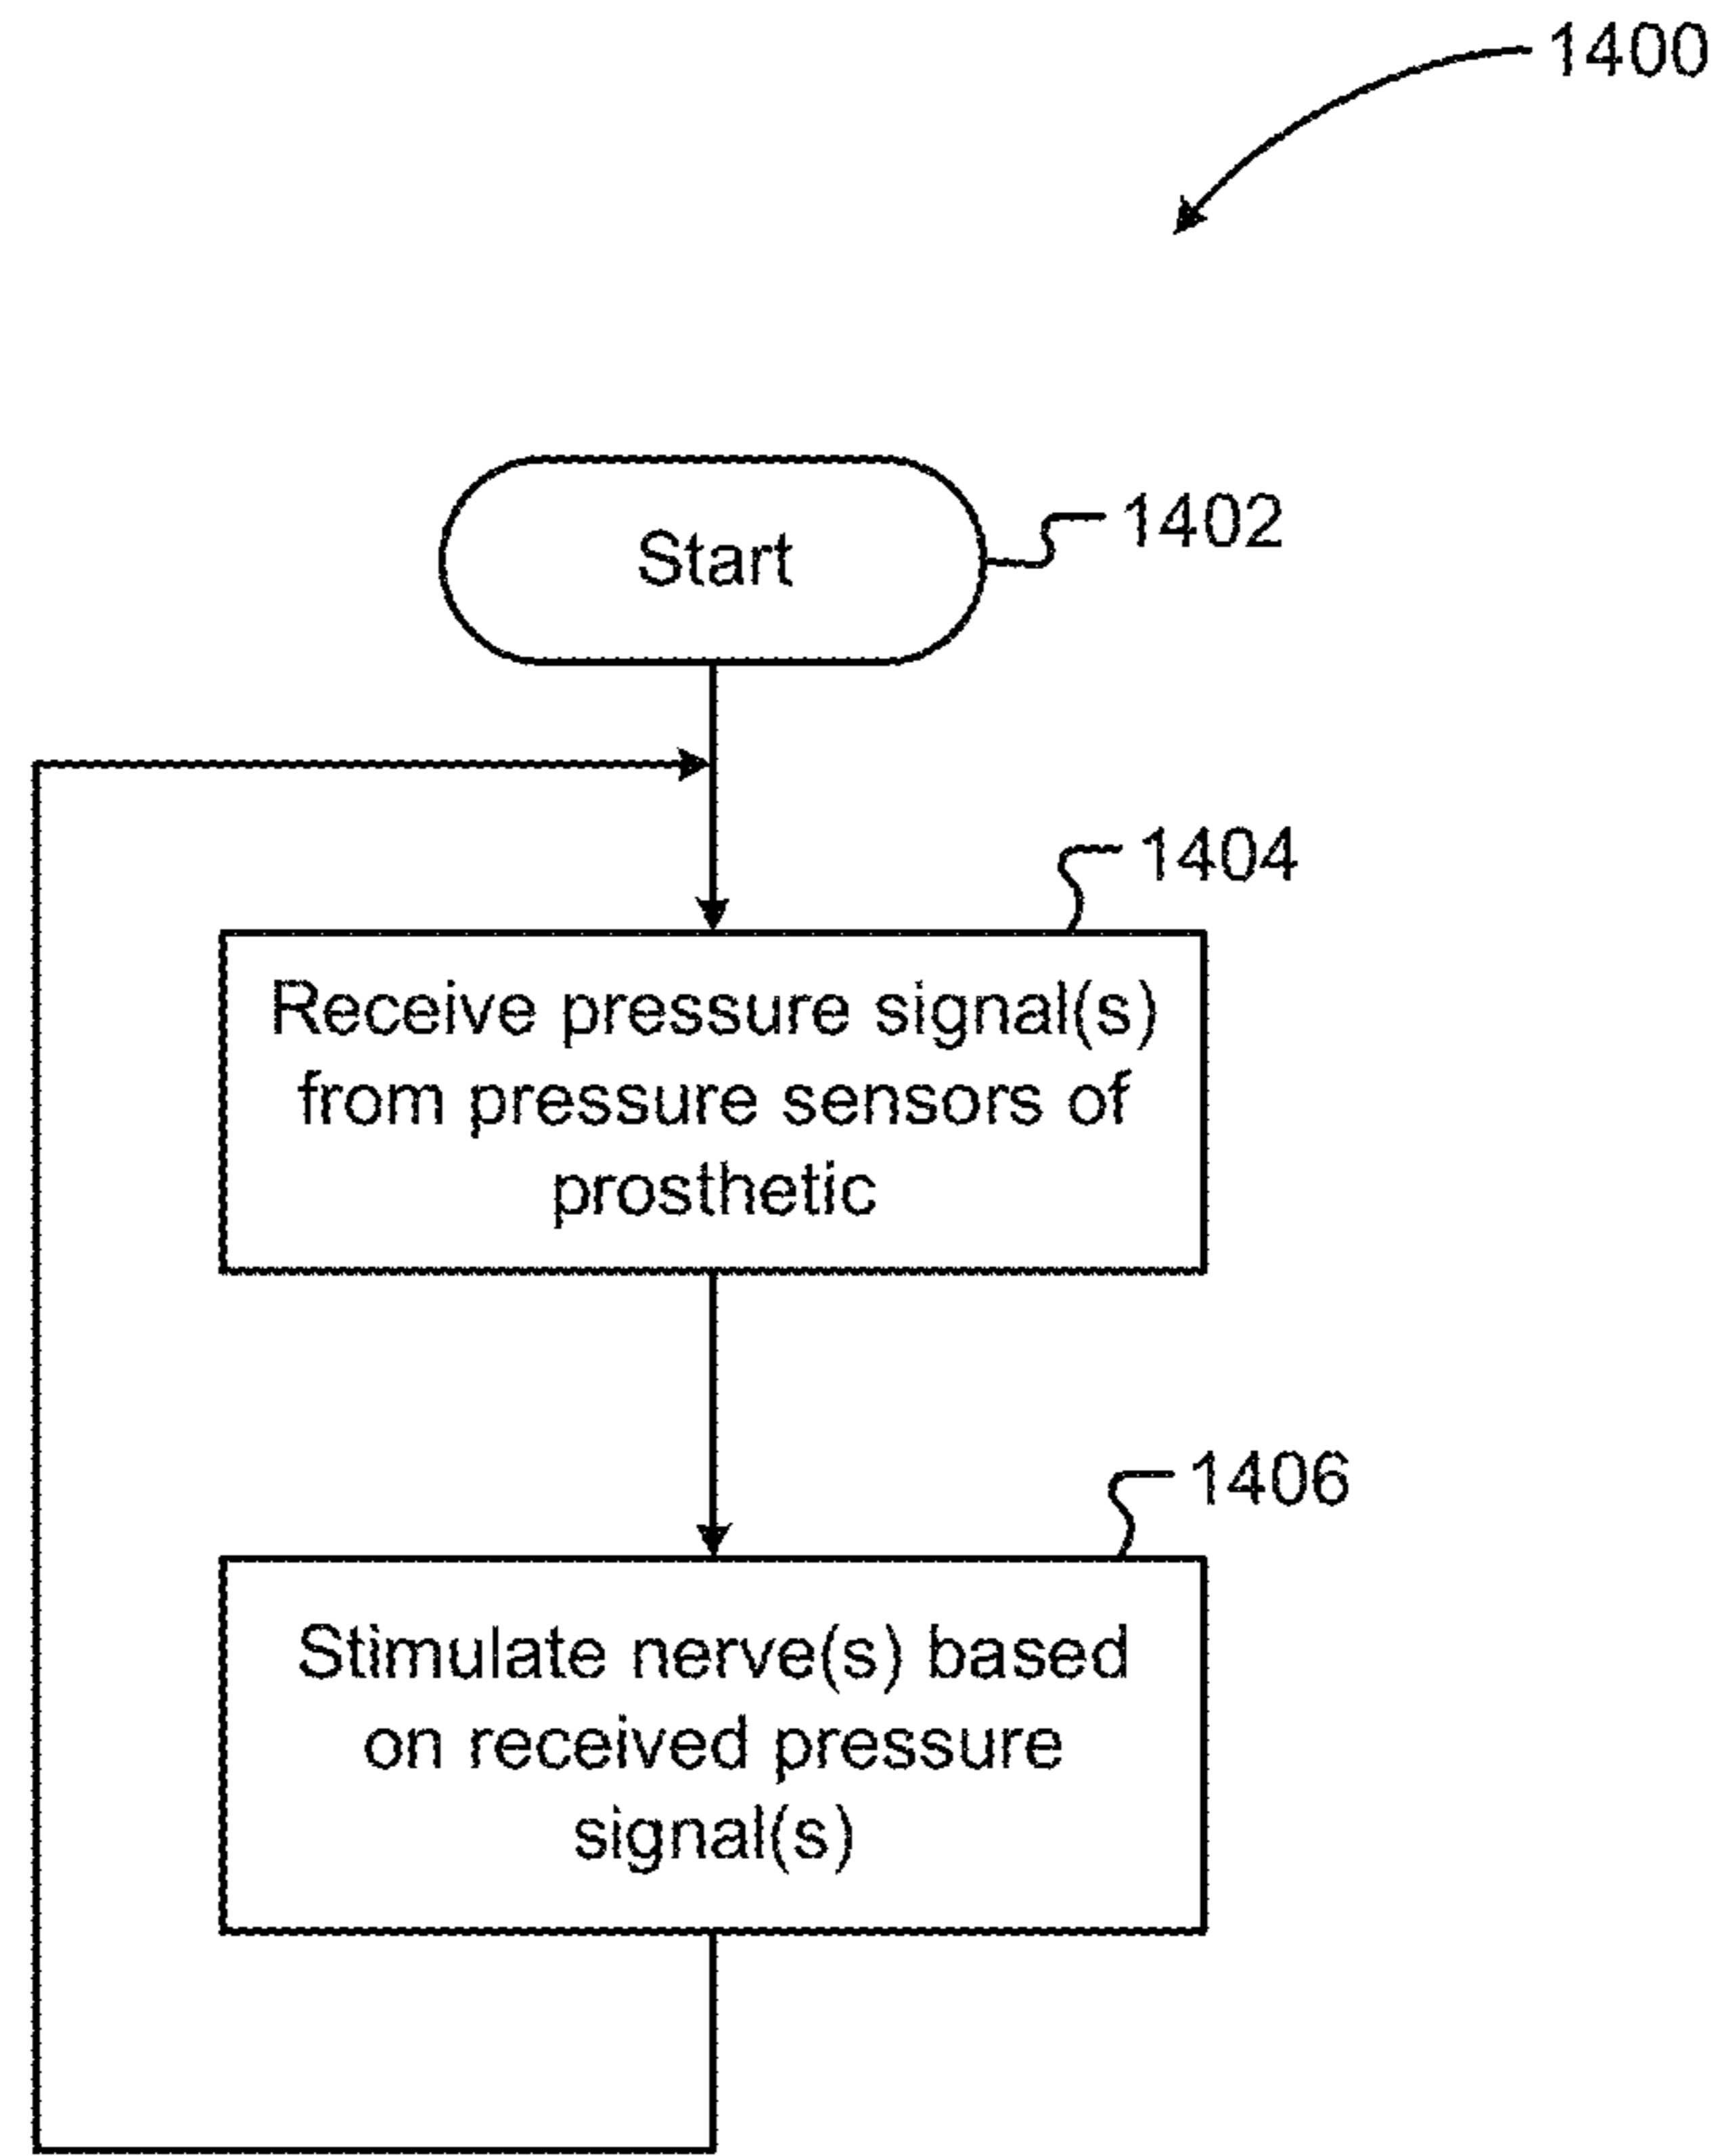 1400
Start
1402
1404
Receive pressure signal(s)
from pressure sensors of
prosthetic
1406
Stimulate nerve(s) based
on received pressure
signal(s)